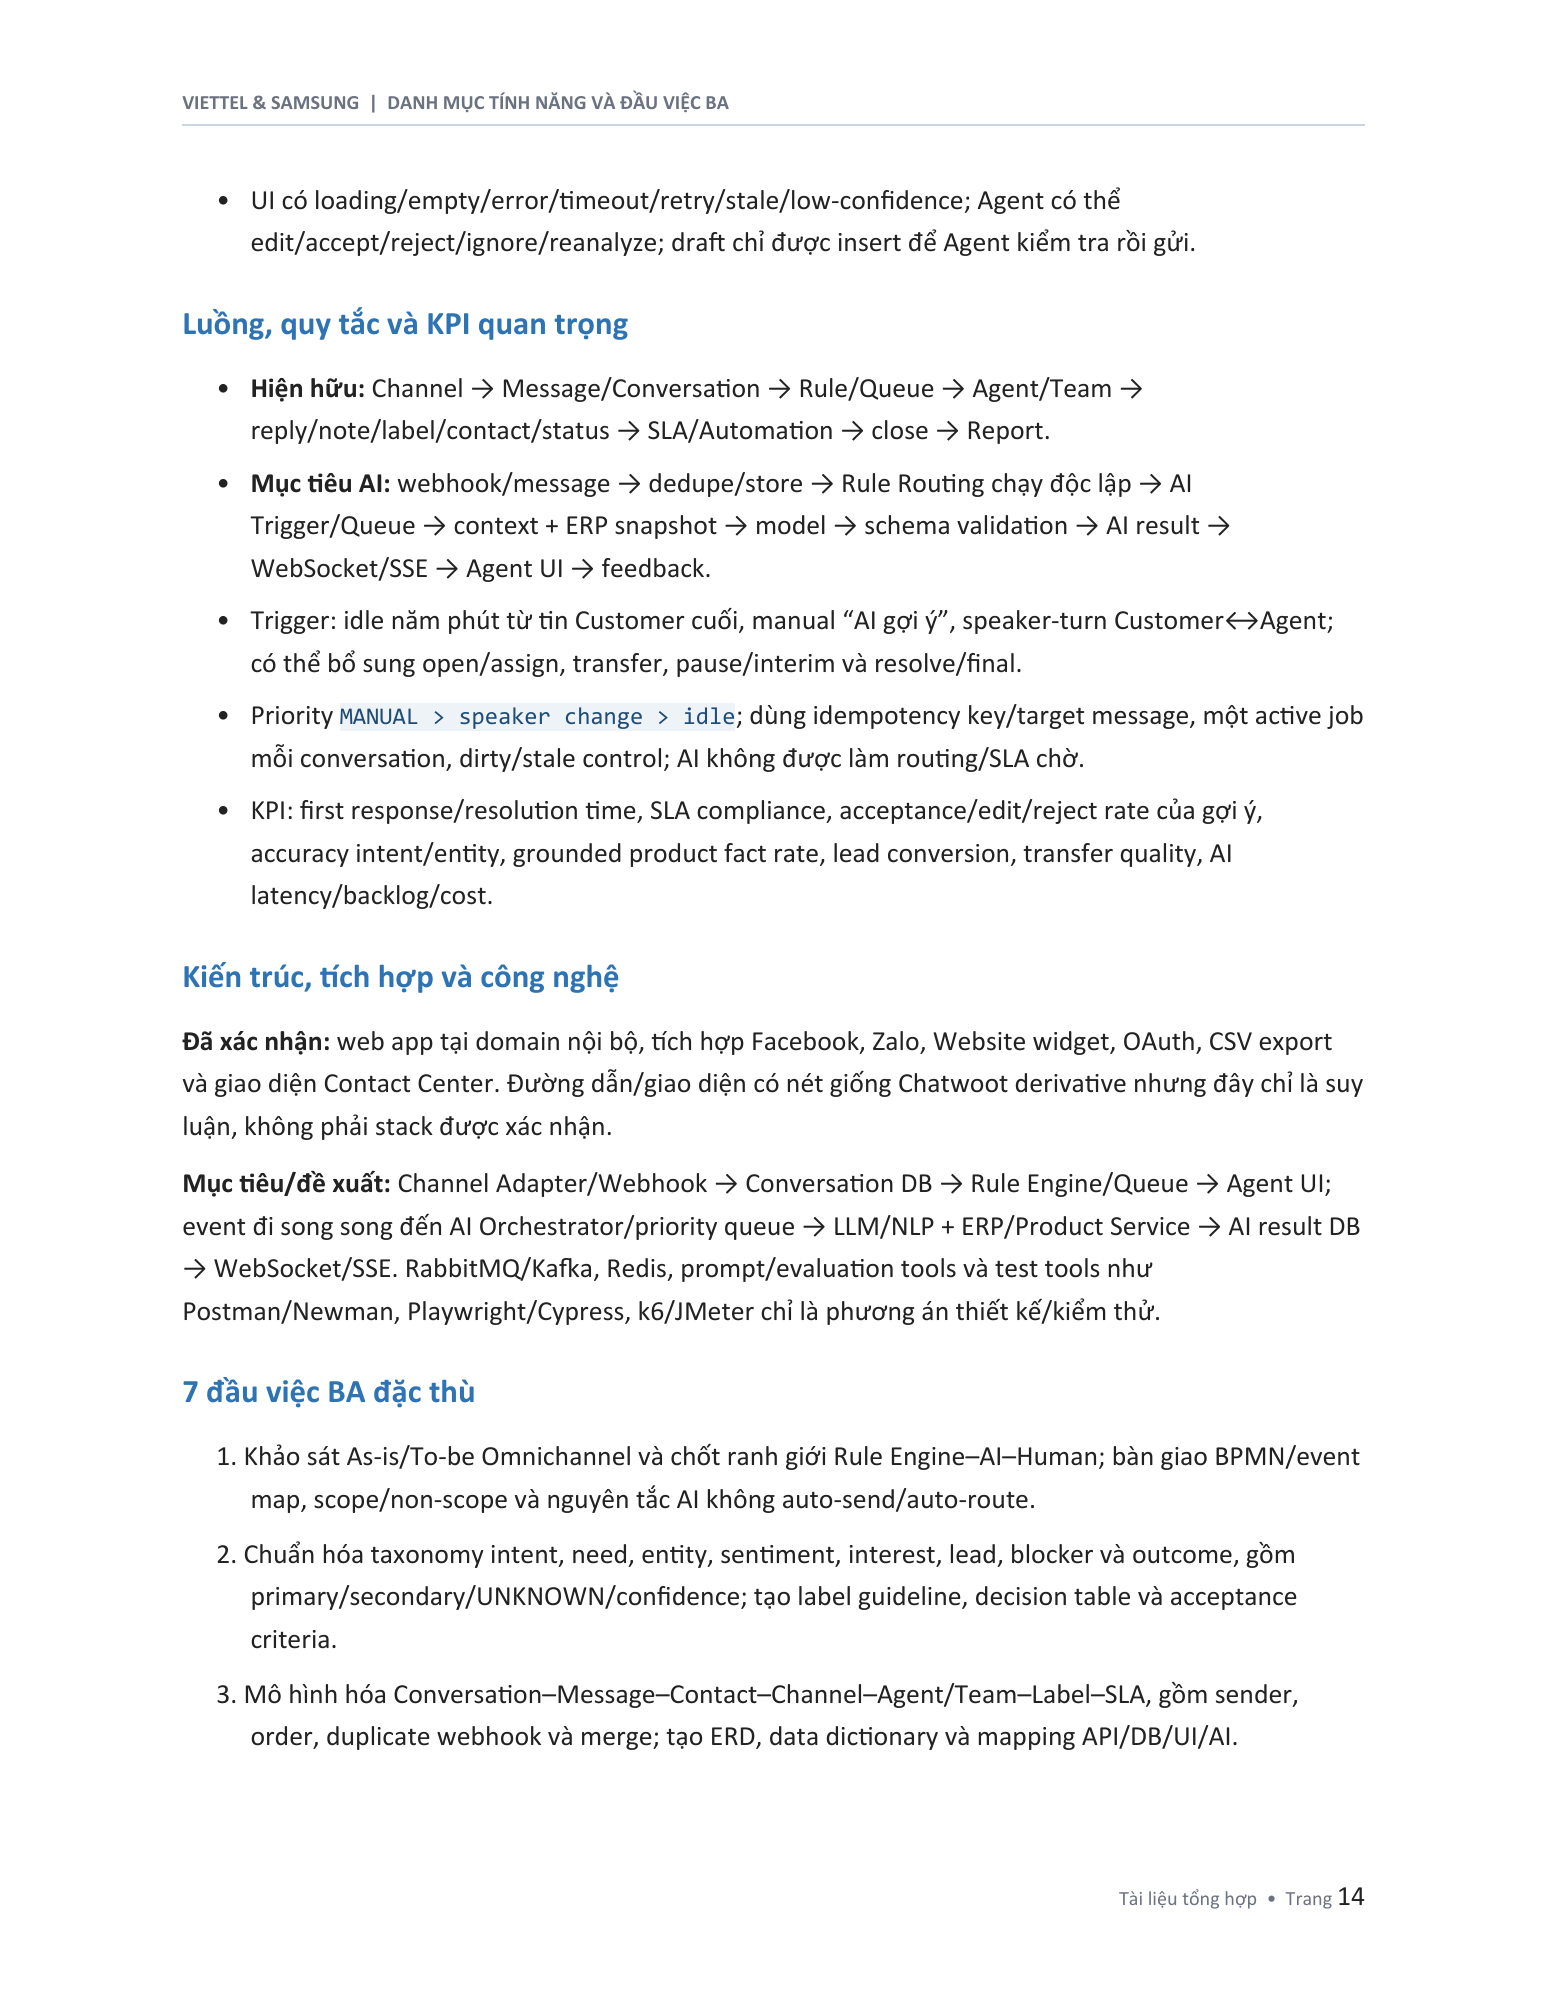 VIETTEL & SAMSUNG | DANH MỤC TÍNH NĂNG VÀ ĐẦU VIỆC BA
• UI có loading/empty/error/timeout/retry/stale/low-confidence; Agent có thể
edit/accept/reject/ignore/reanalyze; draft chỉ được insert để Agent kiểm tra rồi gửi.
Luồng, quy tắc và KPI quan trọng
• Hiện hữu: Channel → Message/Conversation → Rule/Queue → Agent/Team →
reply/note/label/contact/status → SLA/Automation → close → Report.
• Mục tiêu AI: webhook/message → dedupe/store → Rule Routing chạy độc lập → AI
Trigger/Queue → context + ERP snapshot → model → schema validation → AI result →
WebSocket/SSE → Agent UI → feedback.
• Trigger: idle năm phút từ tin Customer cuối, manual “AI gợi ý”, speaker-turn Customer↔Agent;
có thể bổ sung open/assign, transfer, pause/interim và resolve/final.
• Priority MANUAL > speaker change > idle; dùng idempotency key/target message, một active job
mỗi conversation, dirty/stale control; AI không được làm routing/SLA chờ.
• KPI: first response/resolution time, SLA compliance, acceptance/edit/reject rate của gợi ý,
accuracy intent/entity, grounded product fact rate, lead conversion, transfer quality, AI
latency/backlog/cost.
Kiến trúc, tích hợp và công nghệ
Đã xác nhận: web app tại domain nội bộ, tích hợp Facebook, Zalo, Website widget, OAuth, CSV export
và giao diện Contact Center. Đường dẫn/giao diện có nét giống Chatwoot derivative nhưng đây chỉ là suy
luận, không phải stack được xác nhận.
Mục tiêu/đề xuất: Channel Adapter/Webhook → Conversation DB → Rule Engine/Queue → Agent UI;
event đi song song đến AI Orchestrator/priority queue → LLM/NLP + ERP/Product Service → AI result DB
→ WebSocket/SSE. RabbitMQ/Kafka, Redis, prompt/evaluation tools và test tools như
Postman/Newman, Playwright/Cypress, k6/JMeter chỉ là phương án thiết kế/kiểm thử.
7 đầu việc BA đặc thù
1. Khảo sát As-is/To-be Omnichannel và chốt ranh giới Rule Engine–AI–Human; bàn giao BPMN/event
map, scope/non-scope và nguyên tắc AI không auto-send/auto-route.
2. Chuẩn hóa taxonomy intent, need, entity, sentiment, interest, lead, blocker và outcome, gồm
primary/secondary/UNKNOWN/confidence; tạo label guideline, decision table và acceptance
criteria.
3. Mô hình hóa Conversation–Message–Contact–Channel–Agent/Team–Label–SLA, gồm sender,
order, duplicate webhook và merge; tạo ERD, data dictionary và mapping API/DB/UI/AI.
Tài liệu tổng hợp • Trang 14